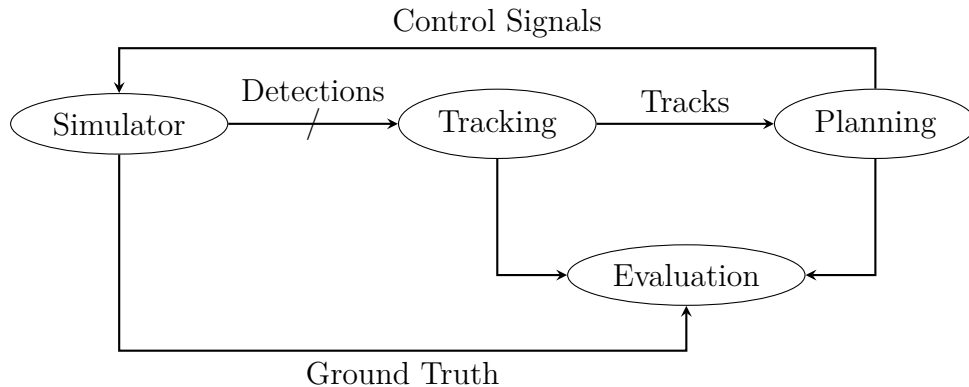 Control Signals
Detections
Tracks
Simulator
Tracking
Planning
Evaluation
Ground Truth